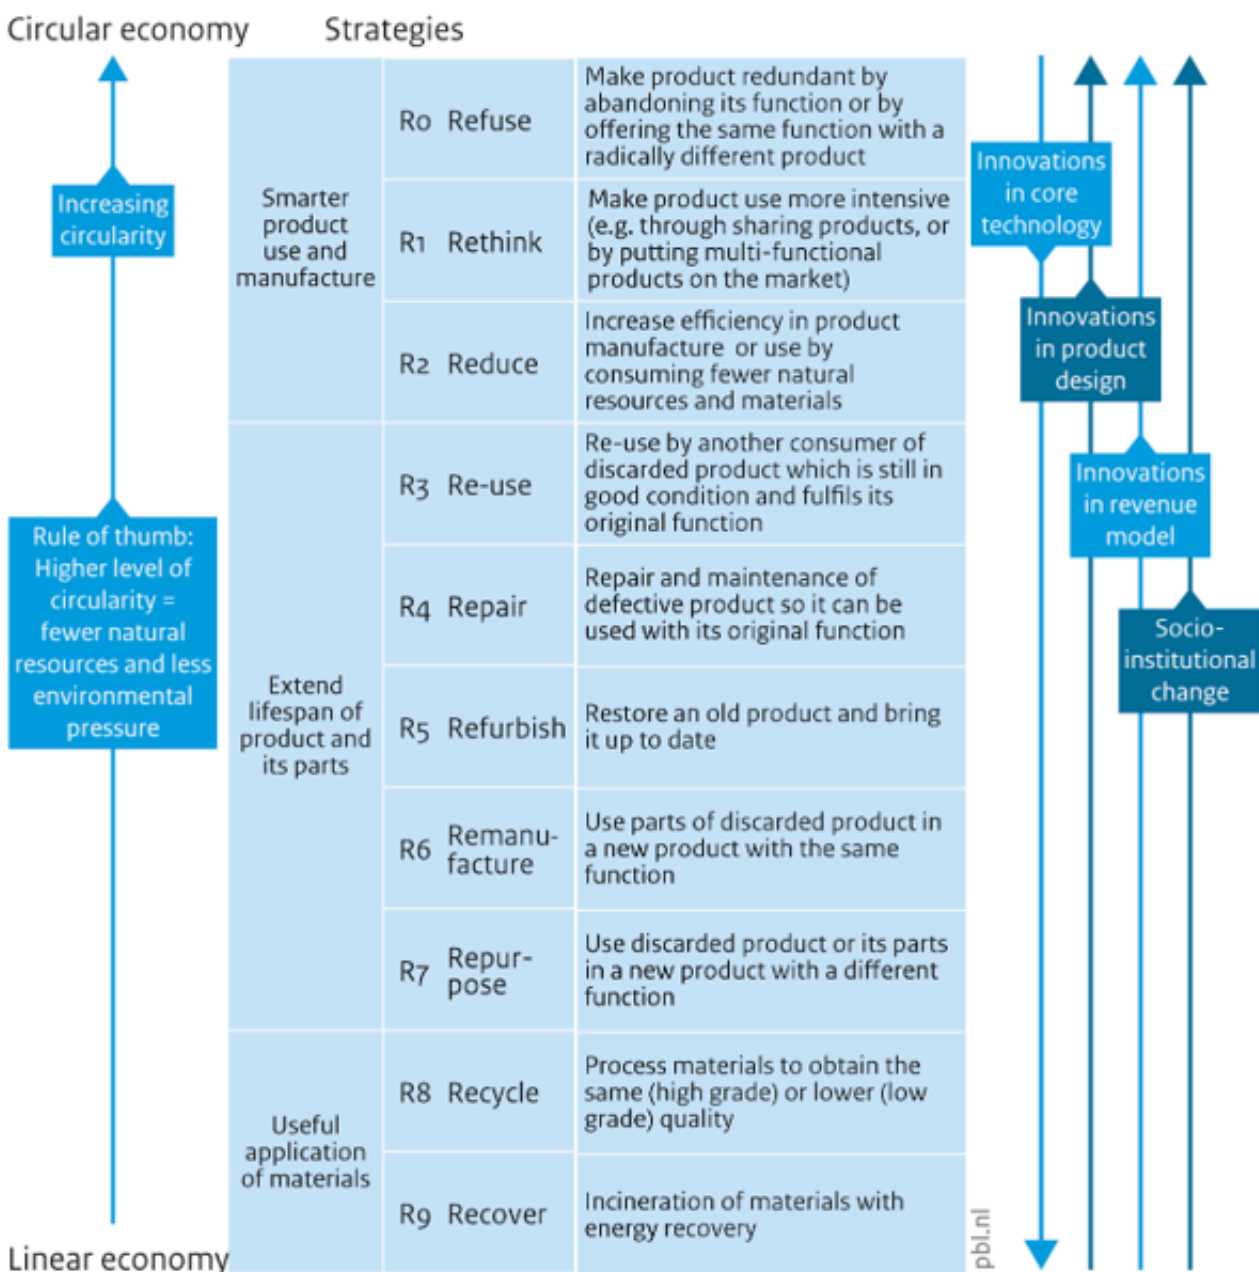 Circular economy
Strategies
Increasing
circularity
Rule of thumb:
Higher level of
circularity =
fewer natural
resources and less
environmental
pressure
Linear economy
Smarter
product
use and
manufacture
R0 Refuse
Make product redundant by
abandoning its function or by
offering the same function with a
radically different product
R1 Rethink
Make product use more intensive
(e.g. through sharing products, or
by putting multi-functional
products on the market)
R2 Reduce
Increase efficiency in product
manufacture or use by
consuming fewer natural
resources and materials
Extend
lifespan of
product and
its parts
R3 Re-use
Re-use by another consumer of
discarded product which is still in
good condition and fulfils its
original function
R4 Repair
Repair and maintenance of
defective product so it can be
used with its original function
R5 Refurbish
Restore an old product and bring
it up to date
R6 Remanu-
facture
Use parts of discarded product in
a new product with the same
function
R7 Repur-
pose
Use discarded product or its parts
in a new product with a different
function
Useful
application
of materials
R8 Recycle
Process materials to obtain the
same (high grade) or lower (low
grade) quality
R9 Recover
Incineration of materials with
energy recovery
Innovations
in core
technology
Innovations
in product
design
Innovations
in revenue
model
Socio-
institutional
change
pbl.nl